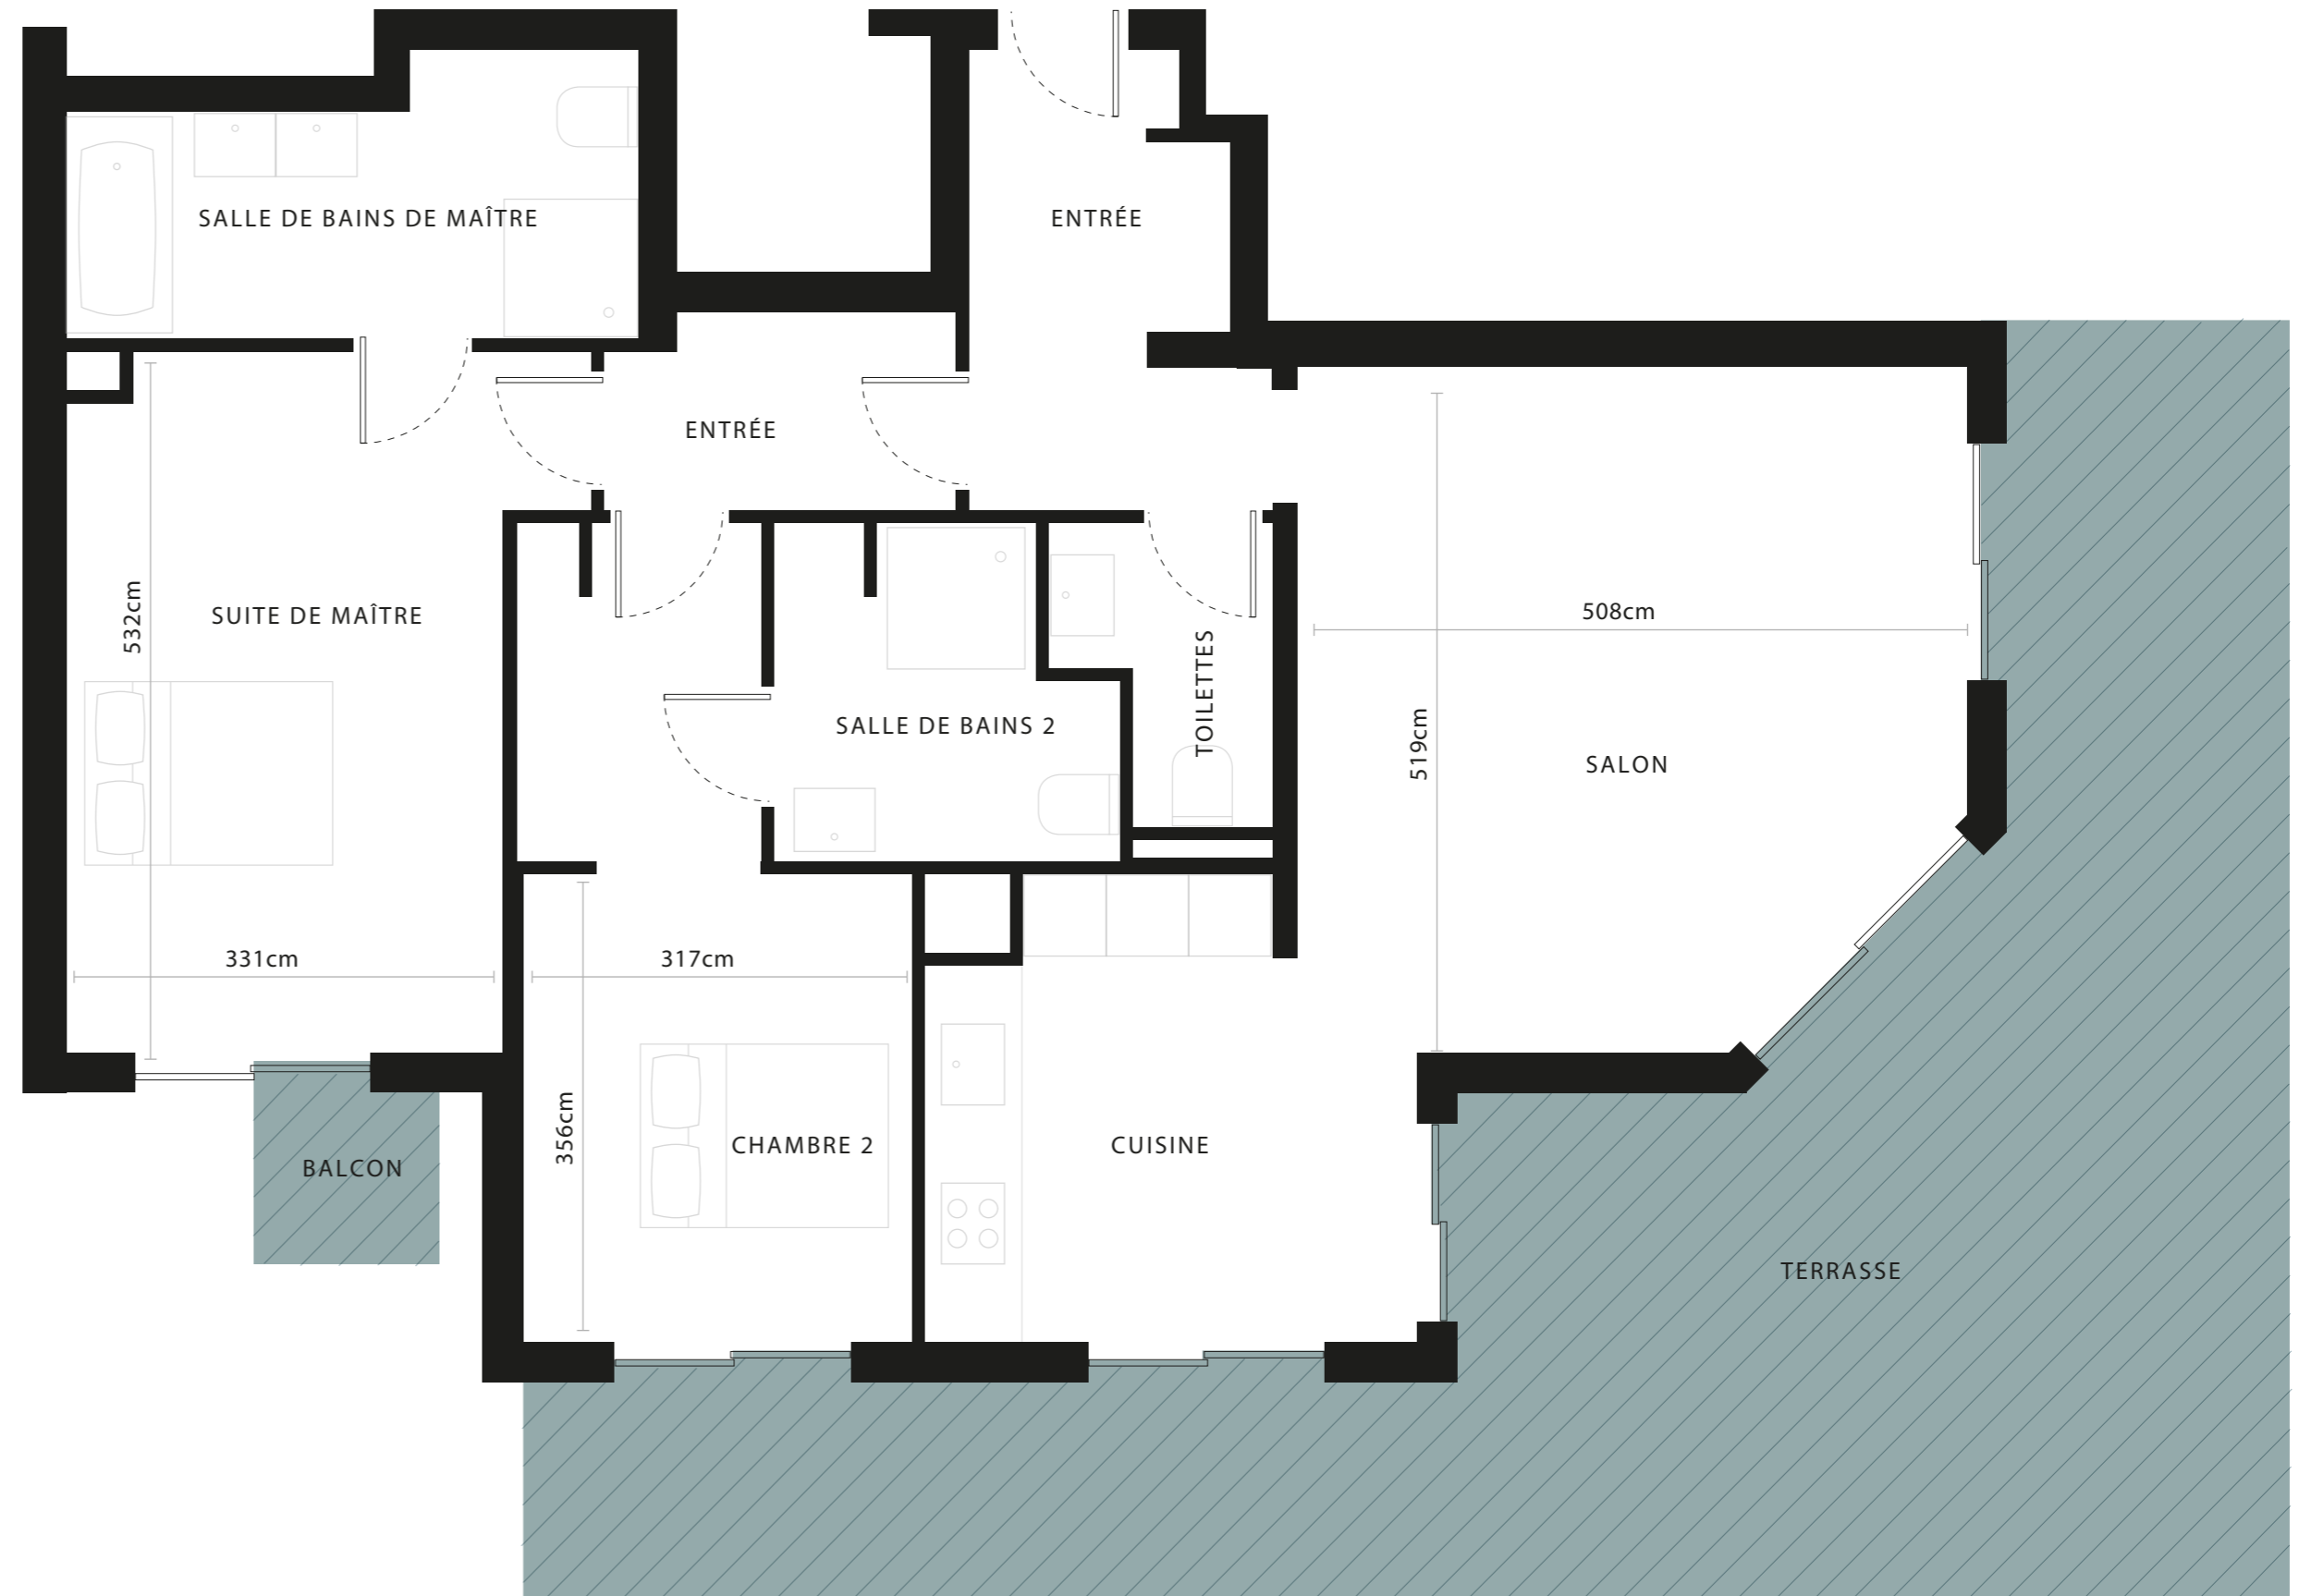 SALLE DE BAINS DE MAÎTRE
ENTRÉE
ENTRÉE
532cm
SUITE DE MAÎTRE
508cm
TOILETTES
SALLE DE BAINS 2
519cm
SALON
331cm
317cm
356cm
CHAMBRE 2
CUISINE
BALCON
TERRASSE